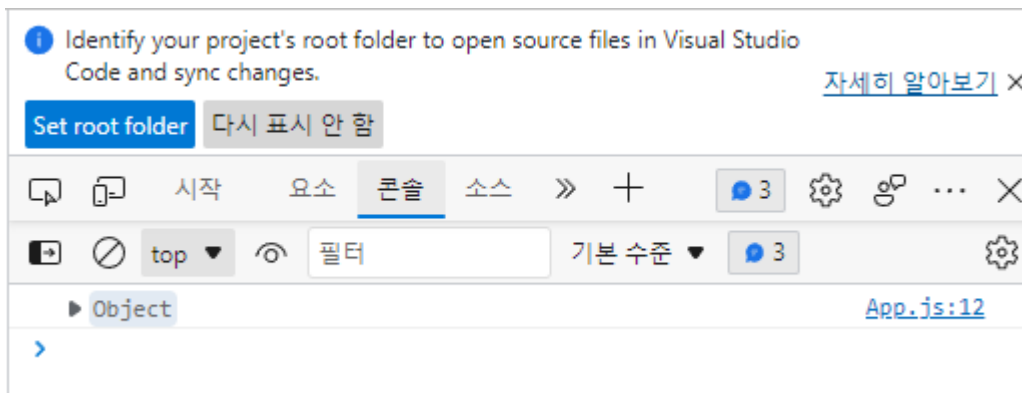 Identify your project's root folder to open source files in Visual Studio
Code and sync changes.
자세히 알아보기
Set root folder 다시 표시 안 함
시작 요소 콘솔 소스 3
top 필터 기본 수준 3
Object App.js:12